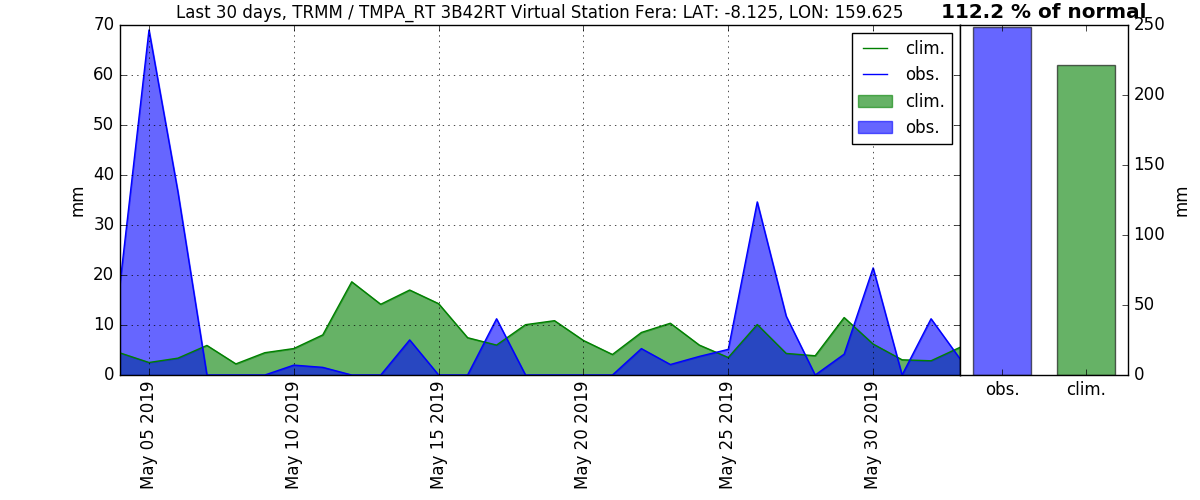 Last 30 days, TRMM / TMPA_RT 3B42RT Virtual Station Fera: LAT: -8.125, LON: 159.625
112.2 % of normal
70
60
50
40
30
20
10
0
mm
clim.
obs.
clim.
obs.
250
200
150
100
50
0
mm
May 05 2019
May 10 2019
May 15 2019
May 20 2019
May 25 2019
May 30 2019
obs.
clim.